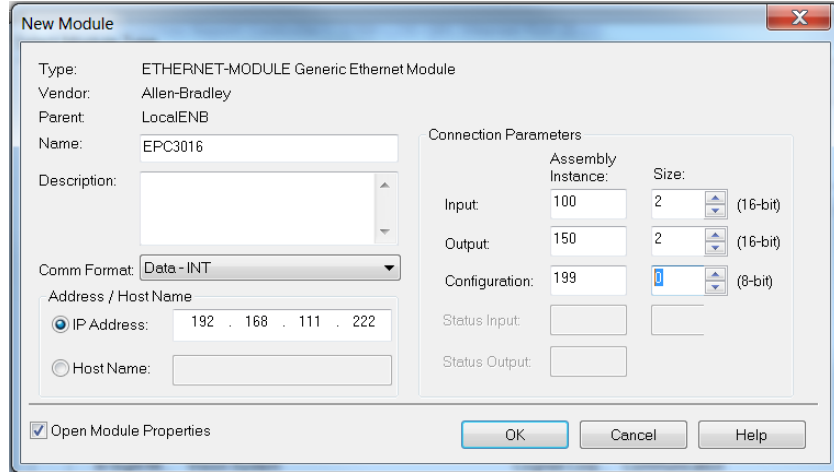 New Module
Type: ETHERNET-MODULE Generic Ethernet Module
Vendor: Allen-Bradley
Parent: LocalENB
Name: EPC3016
Description:
Comm Format: Data - INT
Address / Host Name
IP Address: 192 . 168 . 111 . 222
Host Name:
Connection Parameters
Assembly
Instance: Size:
Input: 100 2 (16-bit)
Output: 150 2 (16-bit)
Configuration: 199 0 (8-bit)
Status Input:
Status Output:
Open Module Properties
OK Cancel Help